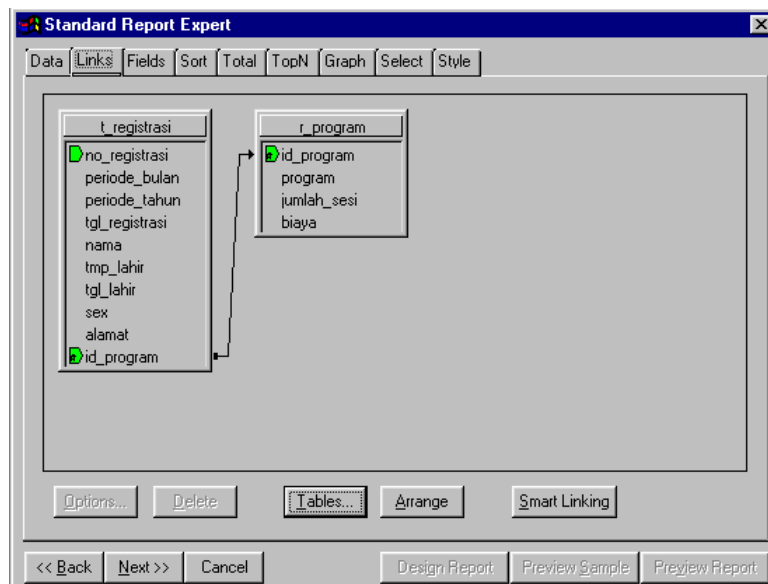 Standard Report Expert
Data Links Fields Sort Total TopN Graph Select Style
t_registrasi
no_registrasi
periode_bulan
periode_tahun
tgl_registrasi
nama
tmp_lahir
tgl_lahir
sex
alamat
id_program
r_program
id_program
program
jumlah_sesi
biaya
Options... Delete Tables... Arrange Smart Linking
<< Back Next >> Cancel Design Report Preview Sample Preview Report